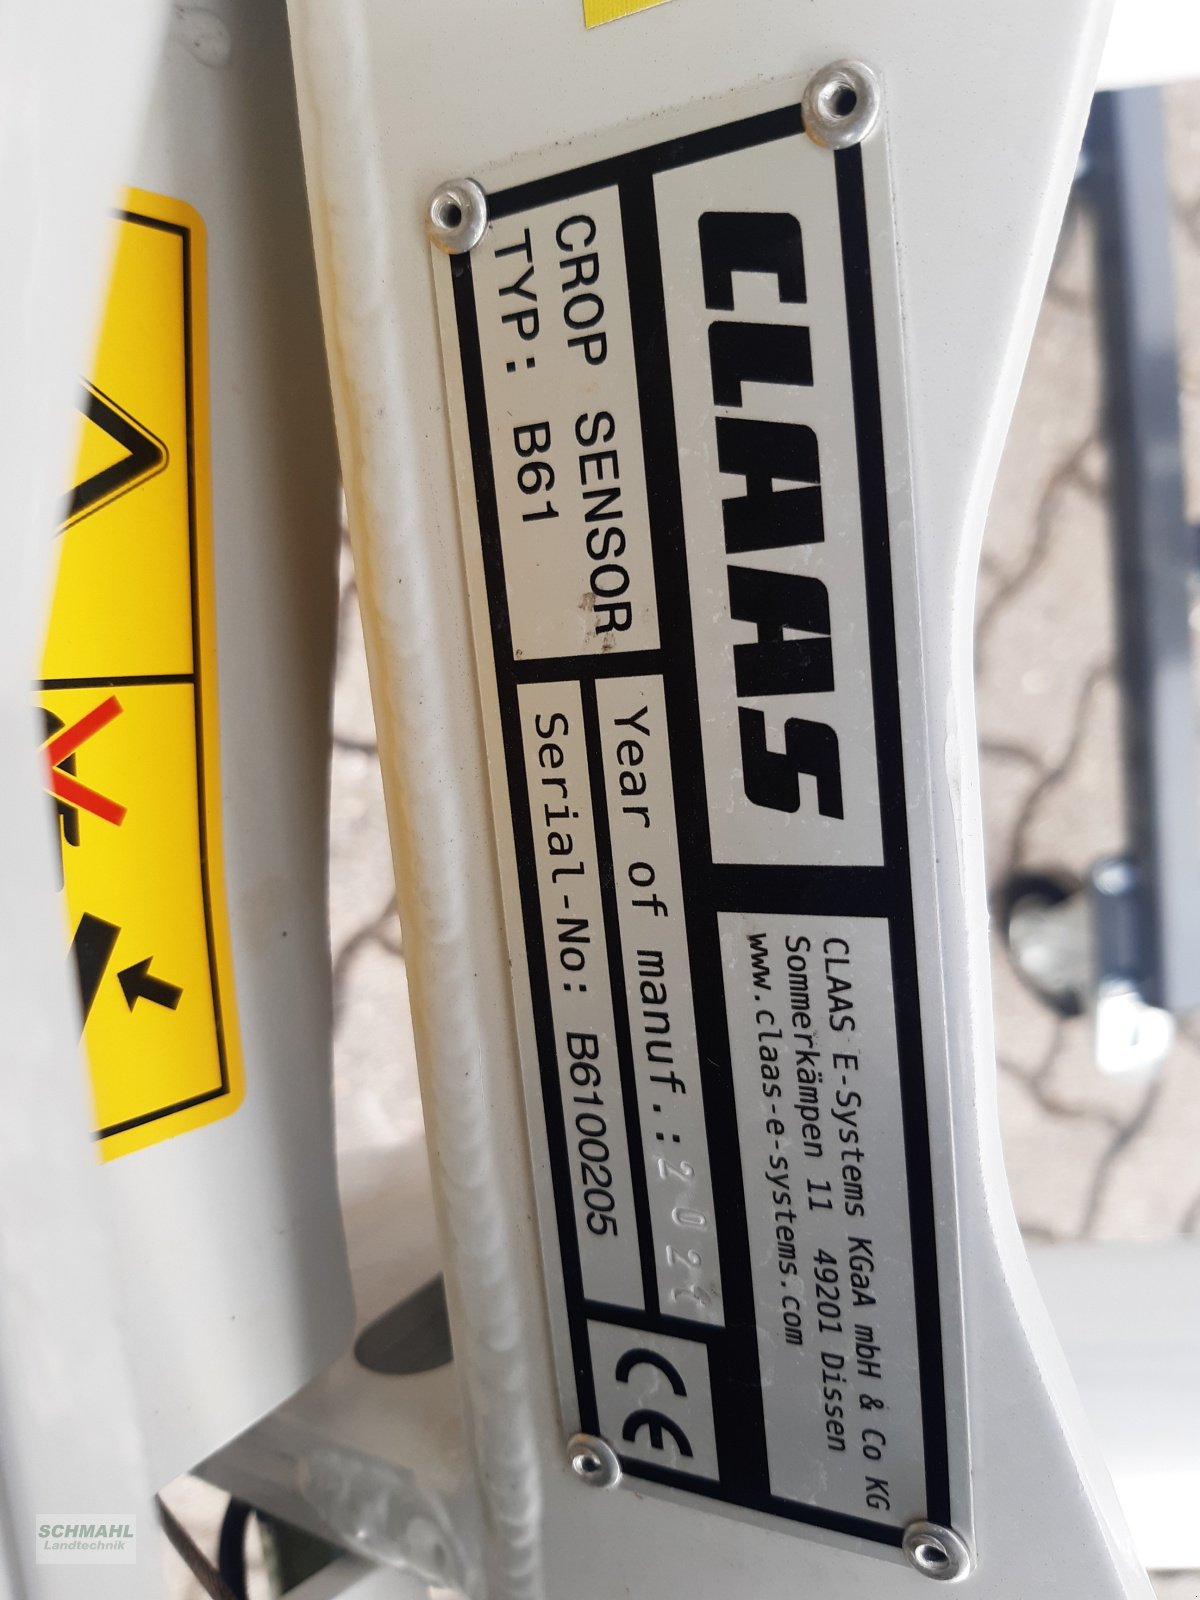 CLAAS
CLAAS E-Systems KGaA mbH & Co KG
Sommerkämpen 11 49201 Dissen
www.claas-e-systems.com
CROP SENSOR
TYP: B61
Year of manuf.: 2024
Serial-No: B6100205
CE
SCHMAHL
Landtechnik